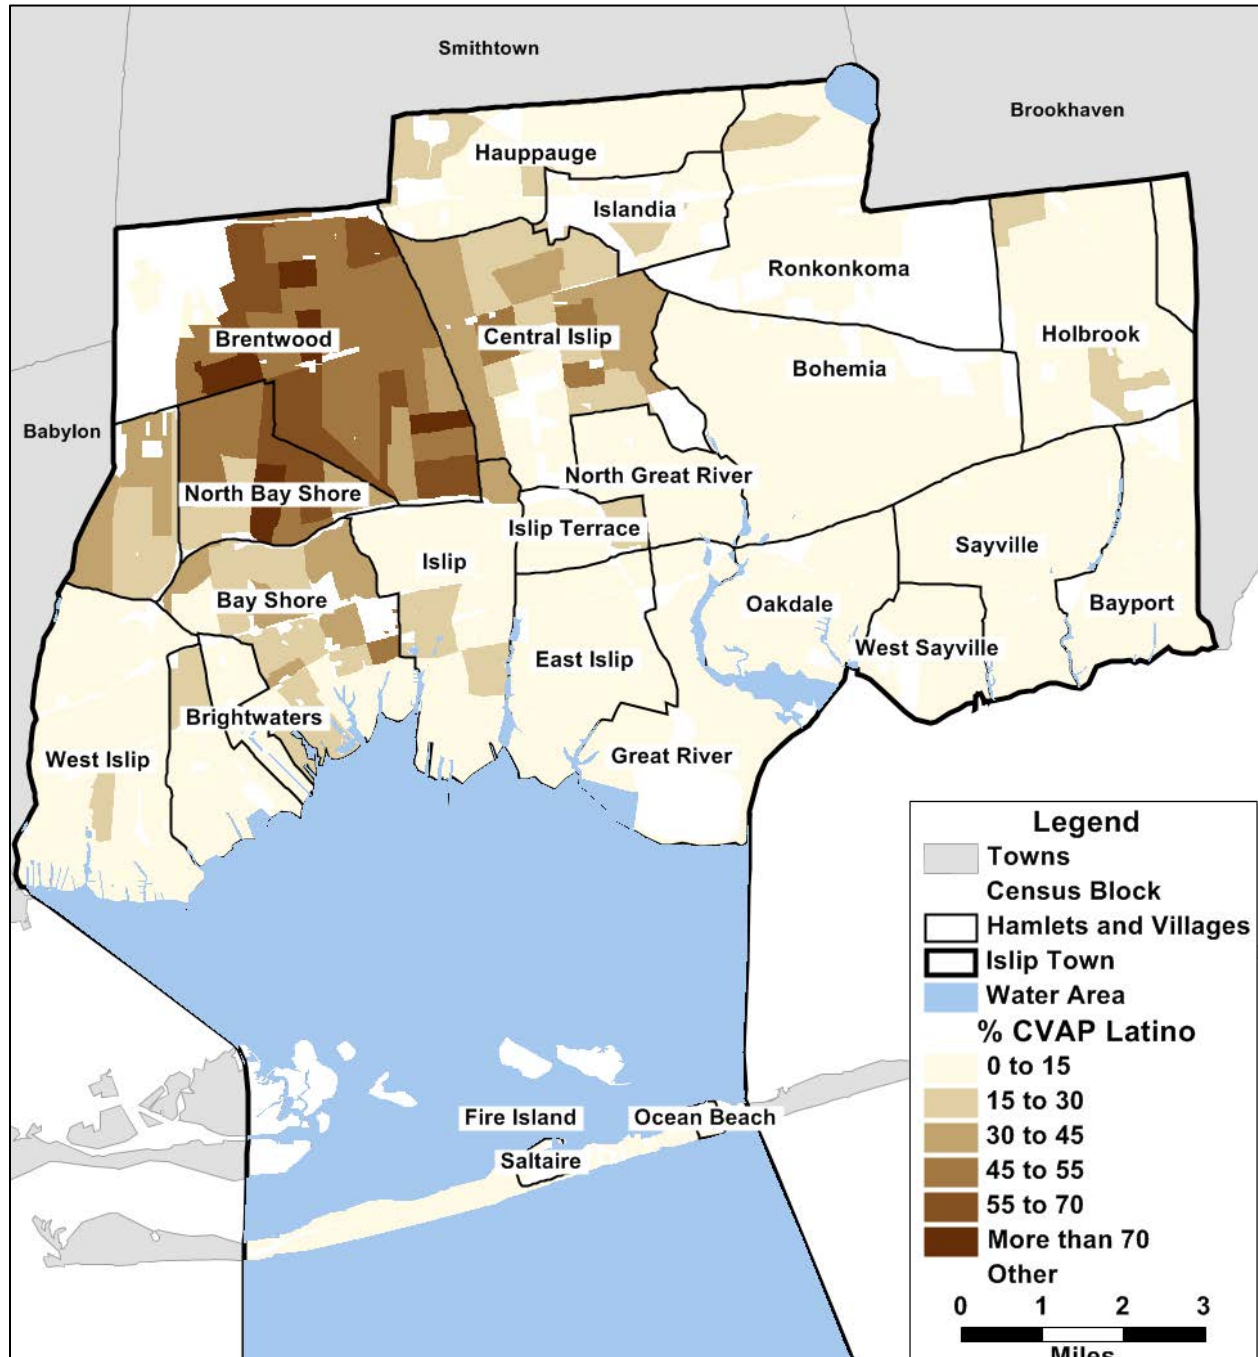 Smithtown
Brookhaven
Hauppauge
Islandia
Ronkonkoma
Brentwood
Central Islip
Holbrook
Bohemia
Babylon
North Great River
North Bay Shore
Islip Terrace
Sayville
Islip
Bay Shore
Oakdale
Bayport
West Sayville
East Islip
Brightwaters
West Islip
Great River
Fire Island
Ocean Beach
Saltaire
Legend
Towns
Census Block
Hamlets and Villages
Islip Town
Water Area
% CVAP Latino
0 to 15
15 to 30
30 to 45
45 to 55
55 to 70
More than 70
Other
0 1 2 3
Miles